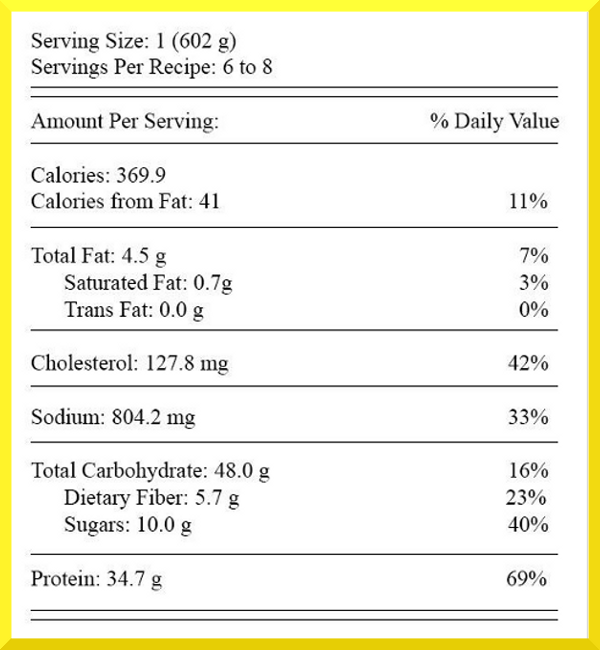 Serving Size: 1 (602 g)
Servings Per Recipe: 6 to 8
Amount Per Serving: % Daily Value
Calories: 369.9
Calories from Fat: 41 11%
Total Fat: 4.5 g 7%
Saturated Fat: 0.7g 3%
Trans Fat: 0.0 g 0%
Cholesterol: 127.8 mg 42%
Sodium: 804.2 mg 33%
Total Carbohydrate: 48.0 g 16%
Dietary Fiber: 5.7 g 23%
Sugars: 10.0 g 40%
Protein: 34.7 g 69%